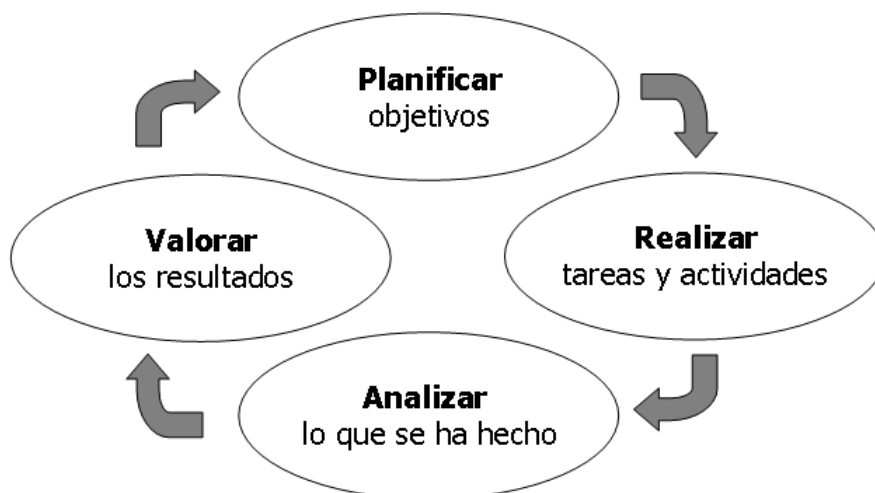 Planificar
objetivos
Realizar
tareas y actividades
Analizar
lo que se ha hecho
Valorar
los resultados